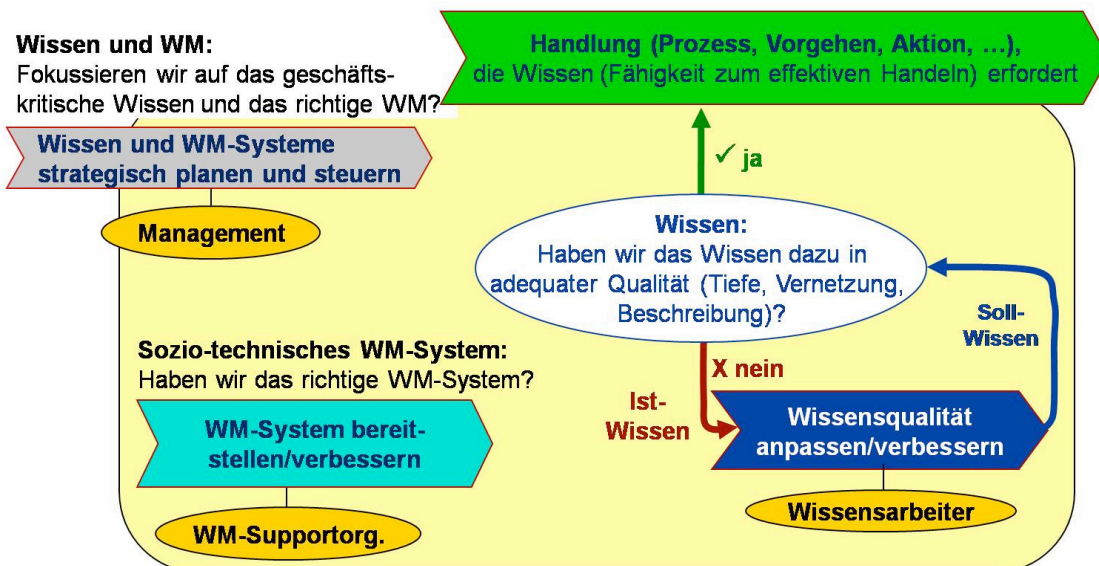 Wissen und WM:
Fokussieren wir auf das geschäfts-
kritische Wissen und das richtige WM?
Wissen und WM-Systeme
strategisch planen und steuern
Management
Handlung (Prozess, Vorgehen, Aktion, …),
die Wissen (Fähigkeit zum effektiven Handeln) erfordert
✓ ja
Wissen:
Haben wir das Wissen dazu in
adequater Qualität (Tiefe, Vernetzung,
Beschreibung)?
Soll-
Wissen
X nein
Ist-
Wissen
Wissensqualität
anpassen/verbessern
Wissensarbeiter
Sozio-technisches WM-System:
Haben wir das richtige WM-System?
WM-System bereit-
stellen/verbessern
WM-Supportorg.